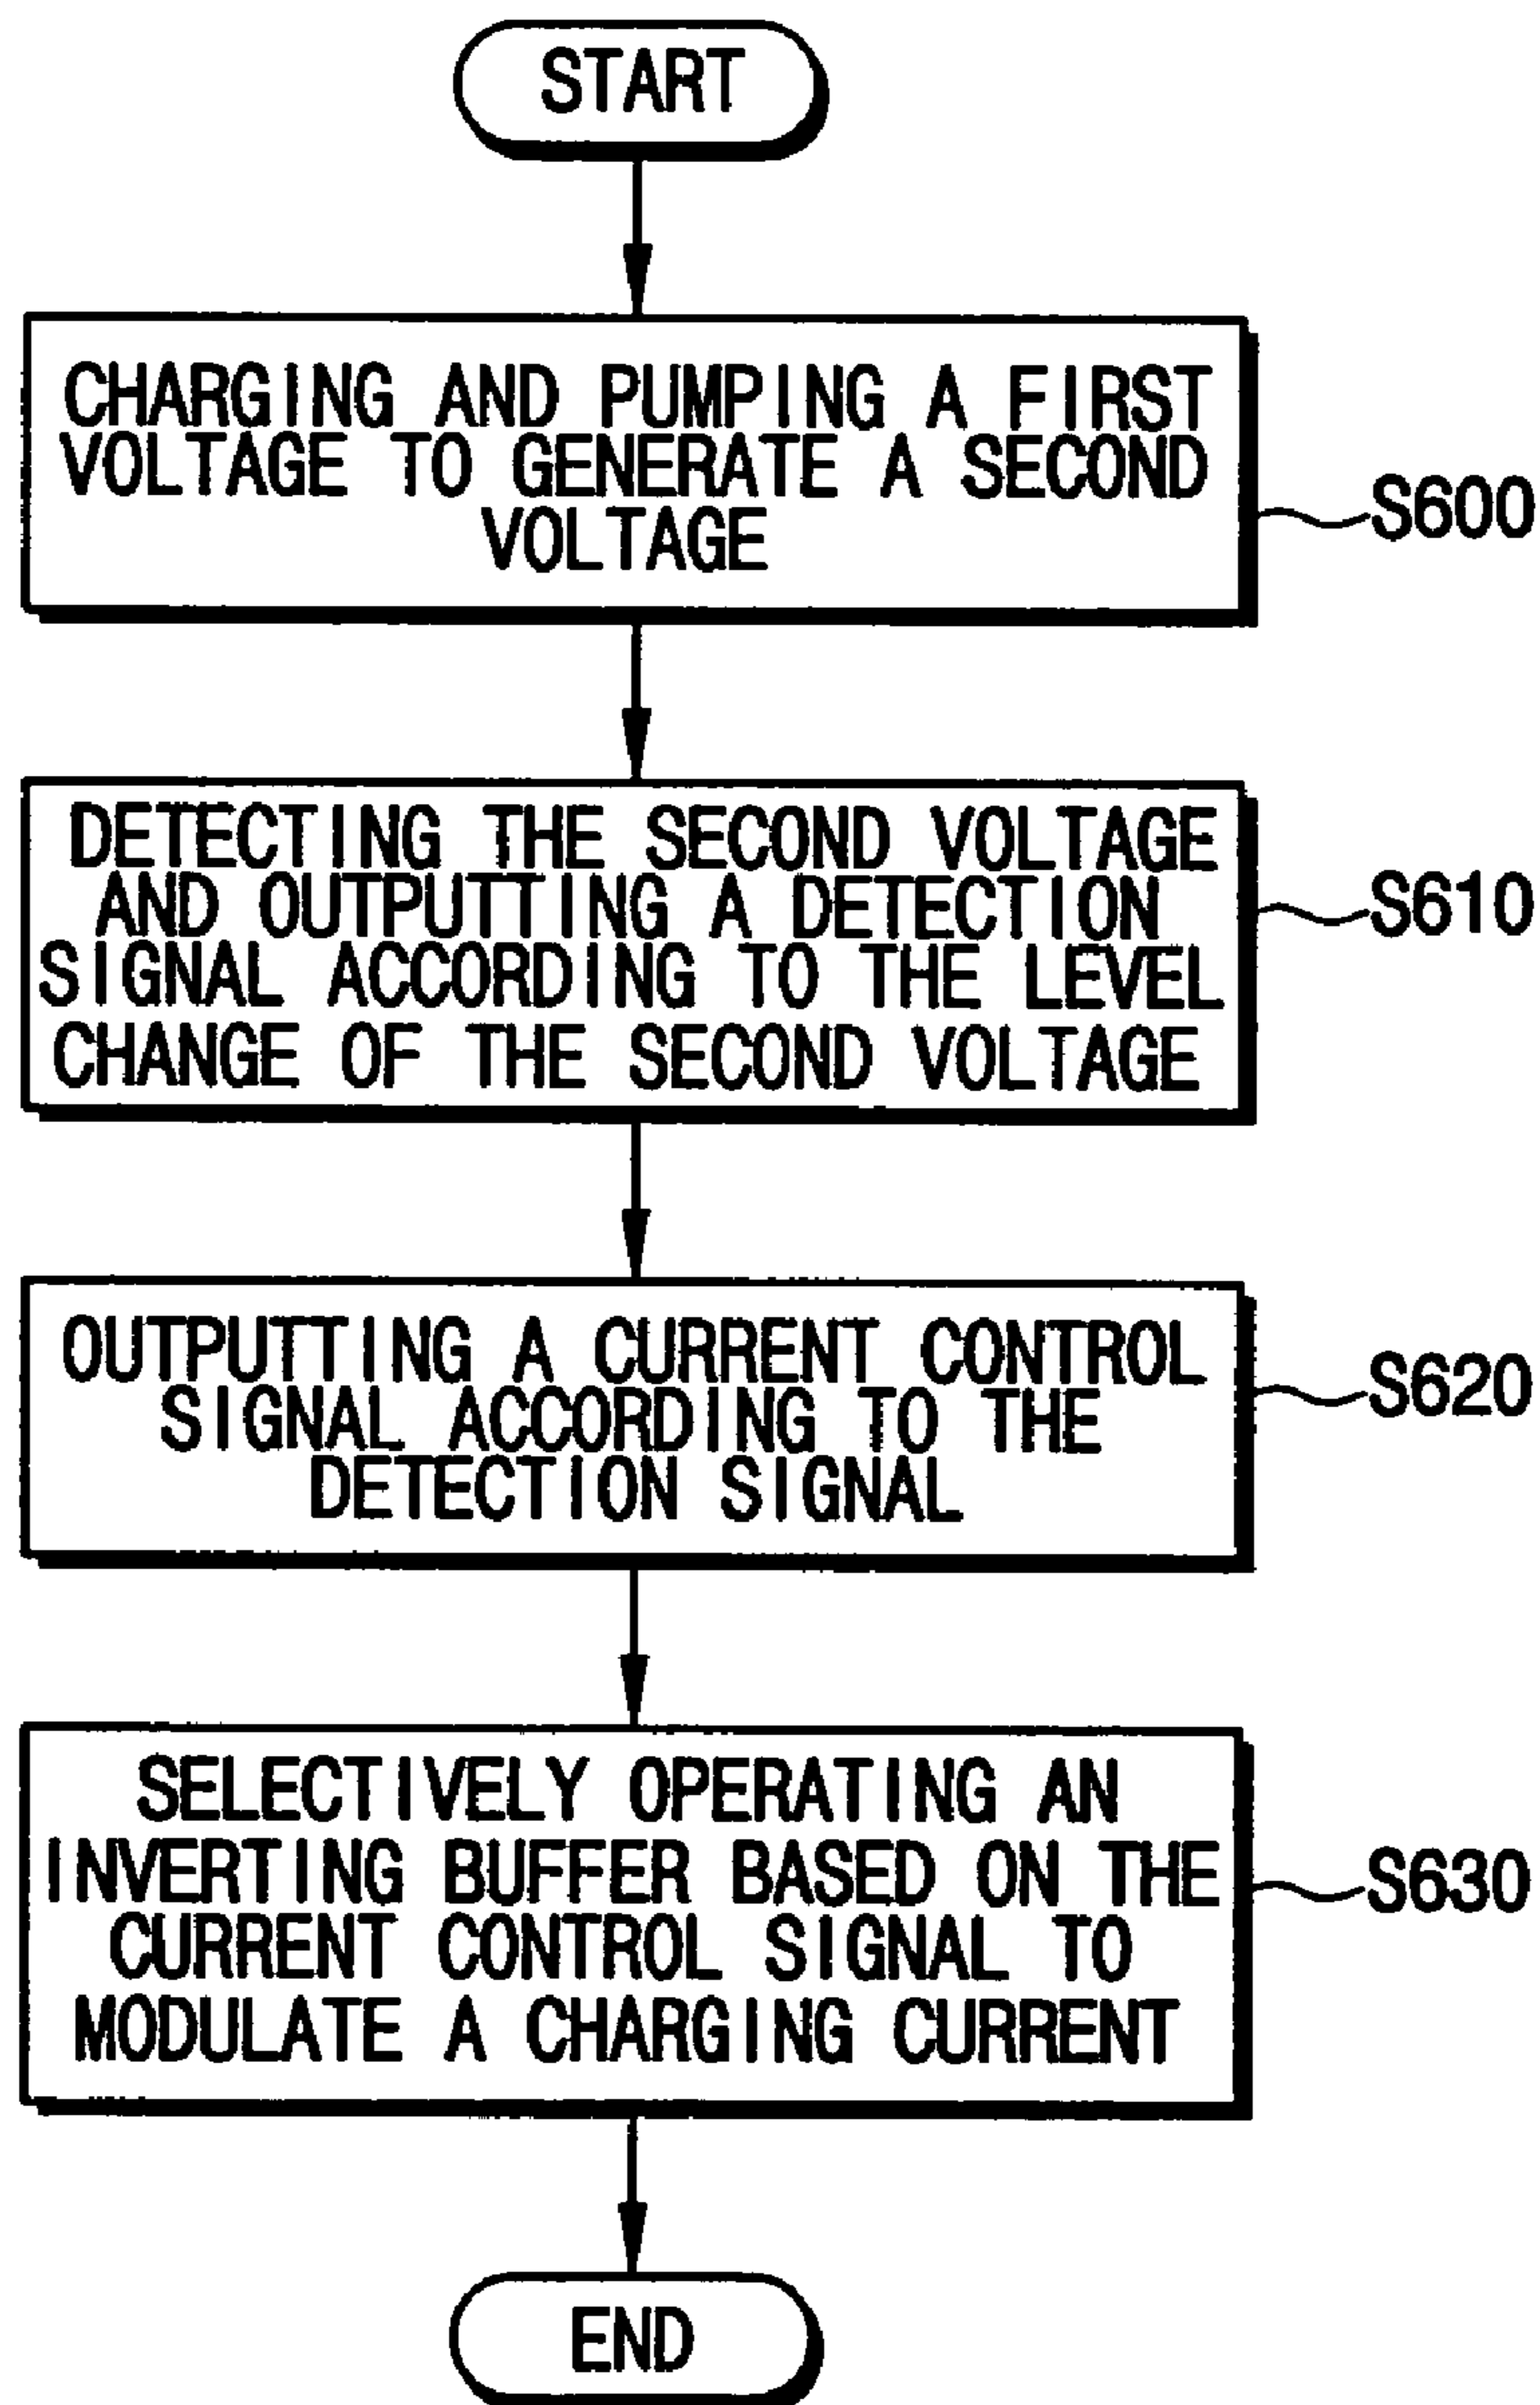 START
CHARGING AND PUMPING A FIRST
VOLTAGE TO GENERATE A SECOND
VOLTAGE
S600
DETECTING THE SECOND VOLTAGE
AND OUTPUTTING A DETECTION
SIGNAL ACCORDING TO THE LEVEL
CHANGE OF THE SECOND VOLTAGE
S610
OUTPUTTING A CURRENT CONTROL
SIGNAL ACCORDING TO THE
DETECTION SIGNAL
S620
SELECTIVELY OPERATING AN
INVERTING BUFFER BASED ON THE
CURRENT CONTROL SIGNAL TO
MODULATE A CHARGING CURRENT
S630
END